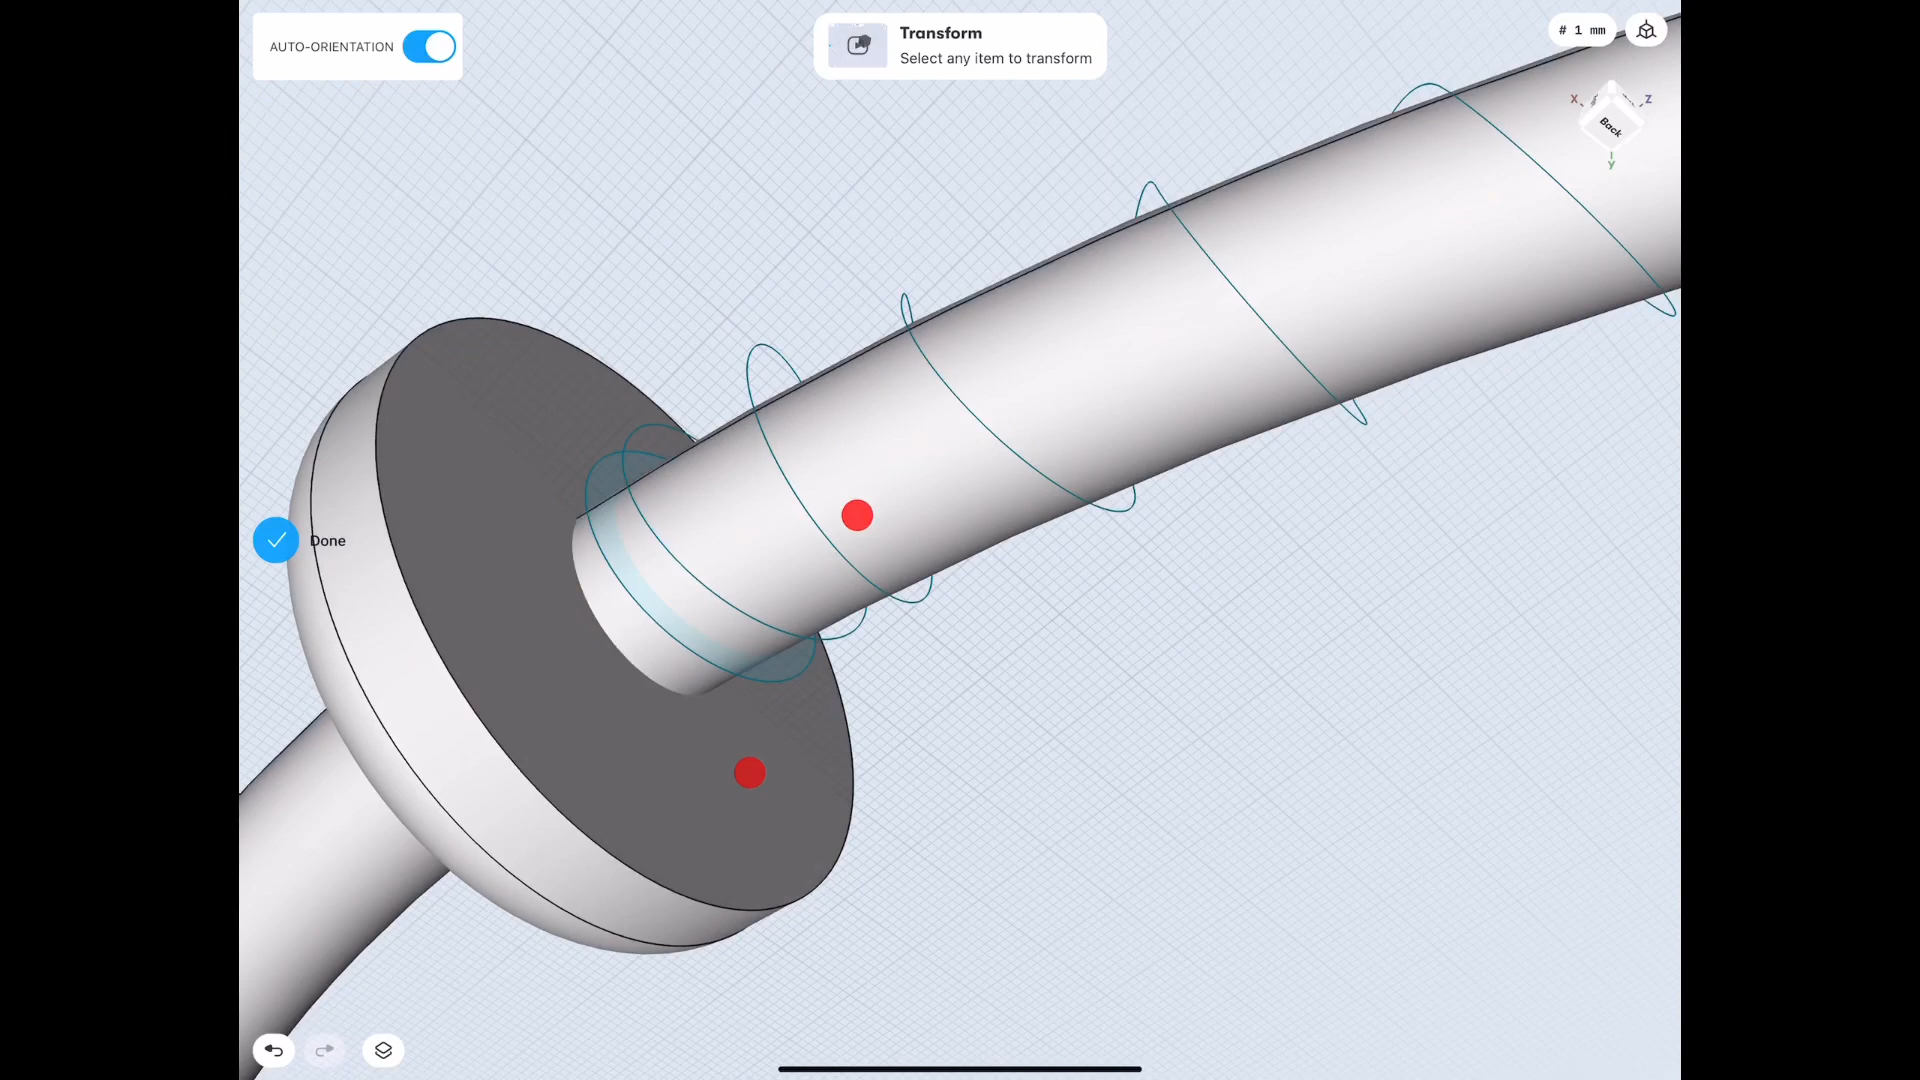 AUTO-ORIENTATION
Transform
Select any item to transform
# 1 mm
X
Z
Back
y
Done